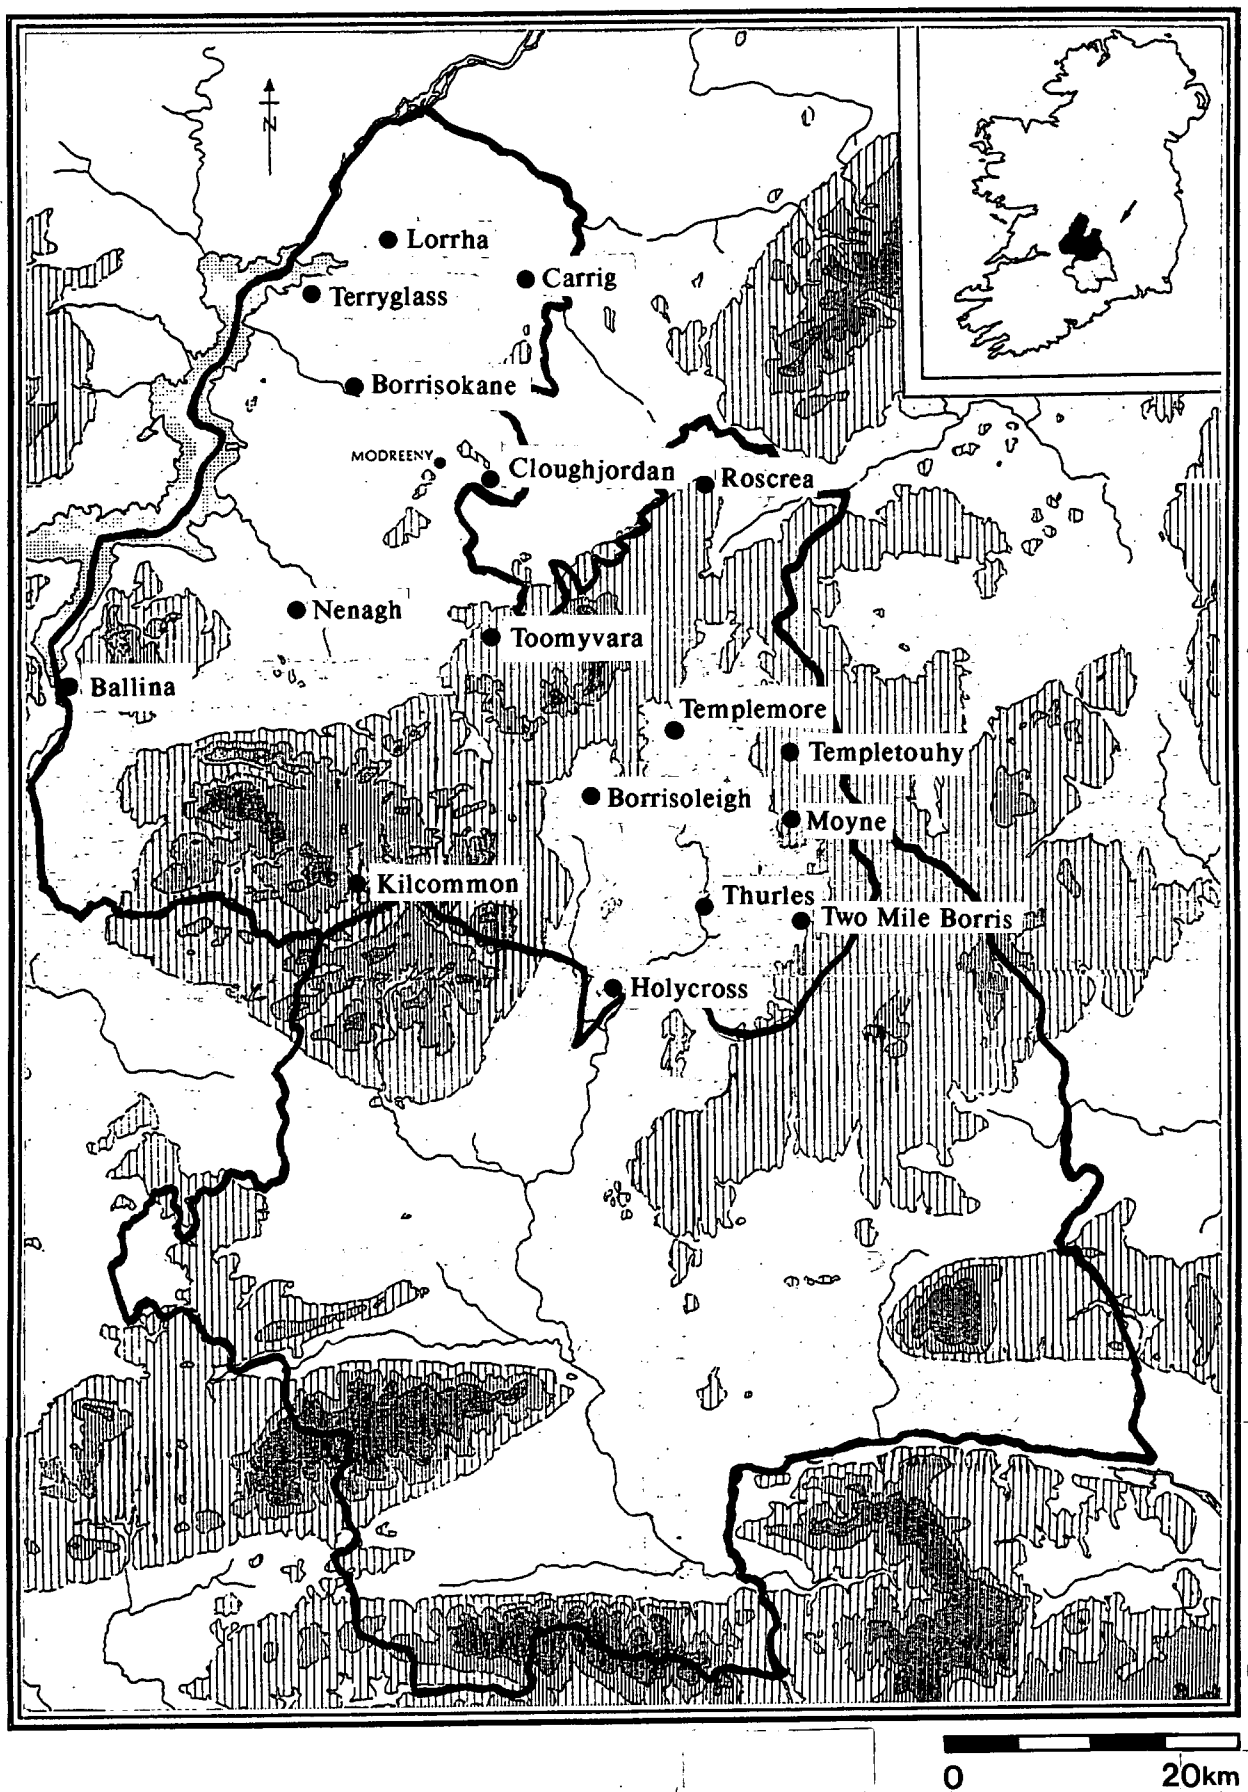 N
Lorrha
Carrig
Terryglass
Borrisokane
MODREENY
Cloughjordan
Roscrea
Nenagh
Toomyvara
Ballina
Templemore
Templetouhy
Borrisoleigh
Moyne
Kilcommon
Thurles
Two Mile Borris
Holycross
0 20km